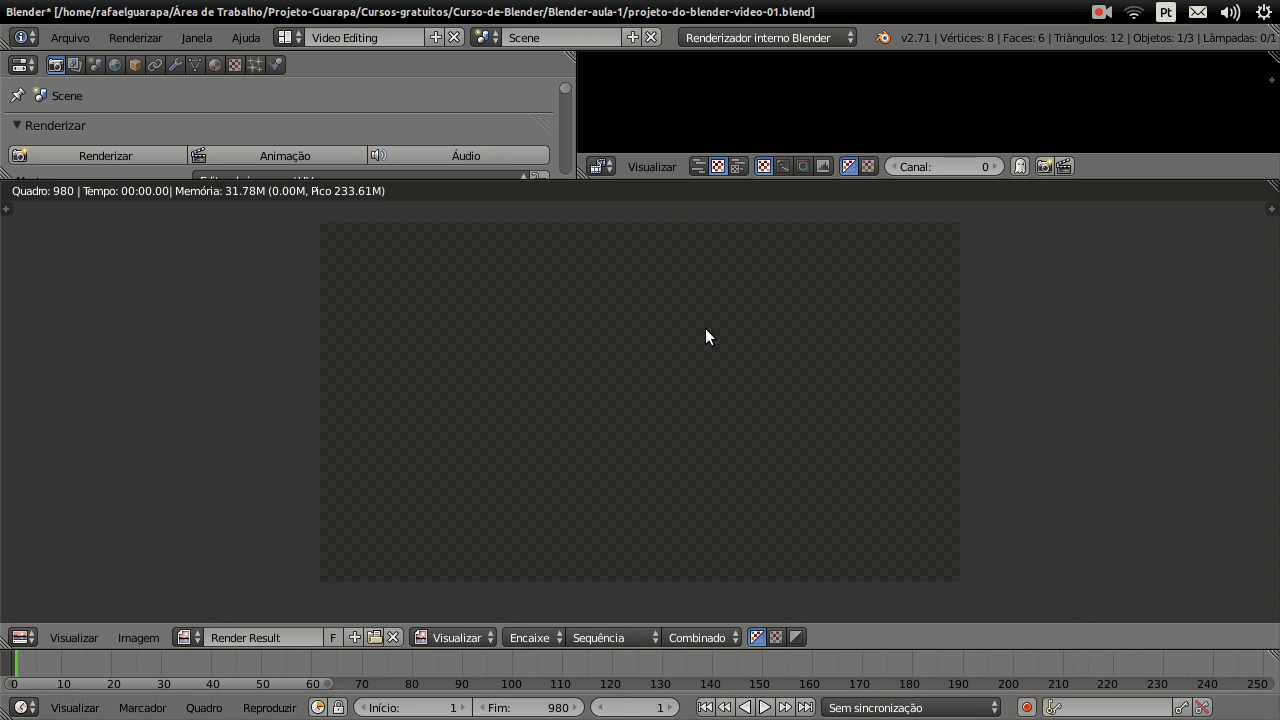 Blender* [/home/rafaelguarapa/Área de Trabalho/Projeto-Guarapa/Cursos-gratuitos/Curso-de-Blender/Blender-aula-1/projeto-do-blender-video-01.blend] Pt
Arquivo Renderizar Janela Ajuda Video Editing Scene Renderizador interno Blender v2.71 | Vértices: 8 | Faces: 6 | Triângulos: 12 | Objetos: 1/3 | Lâmpadas: 0/1
Scene
Renderizar
Renderizar Animação Áudio
Visualizar Canal: 0
Quadro: 980 | Tempo: 00:00.00| Memória: 31.78M (0.00M, Pico 233.61M)
Visualizar Imagem Render Result F Visualizar Encaixe Sequência Combinado
0 10 20 30 40 50 60 70 80 90 100 110 120 130 140 150 160 170 180 190 200 210 220 230 240 250
Visualizar Marcador Quadro Reproduzir Início: 1 Fim: 980 1 Sem sincronização